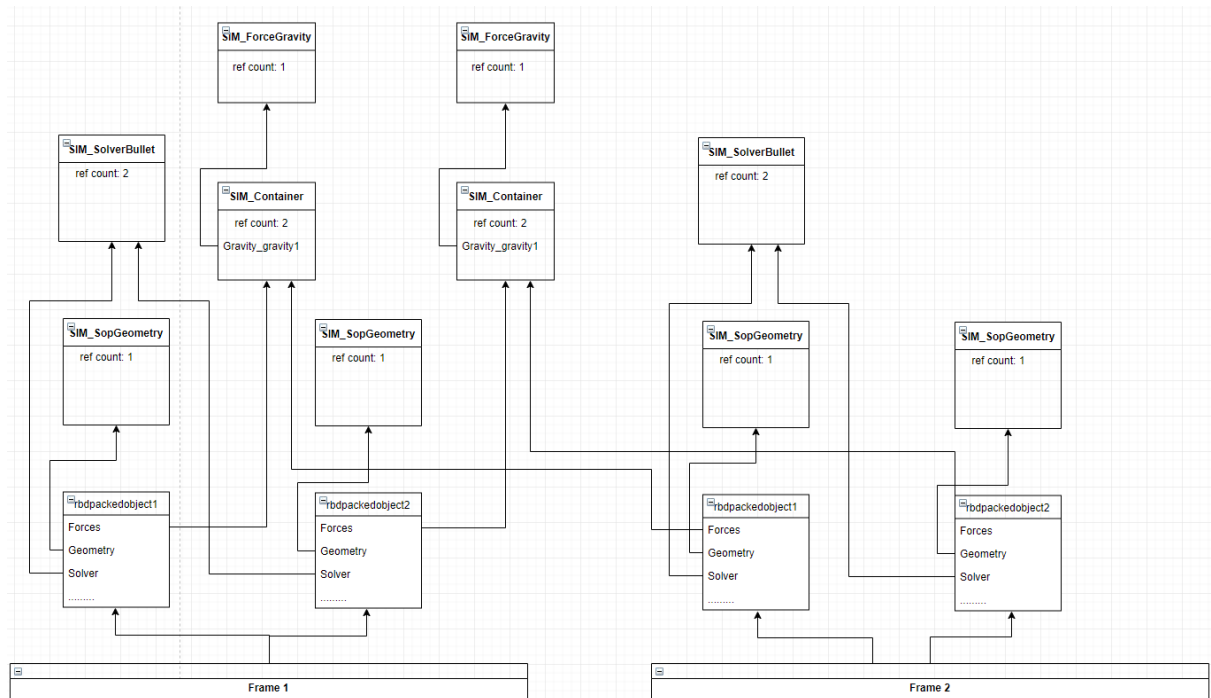 SIM_ForceGravity
ref count: 1
SIM_ForceGravity
ref count: 1
SIM_SolverBullet
ref count: 2
SIM_Container
ref count: 2
Gravity_gravity1
SIM_Container
ref count: 2
Gravity_gravity1
SIM_SolverBullet
ref count: 2
SIM_SopGeometry
ref count: 1
SIM_SopGeometry
ref count: 1
SIM_SopGeometry
ref count: 1
SIM_SopGeometry
ref count: 1
rbdpackedobject1
Forces
Geometry
Solver
.........
rbdpackedobject2
Forces
Geometry
Solver
.........
rbdpackedobject1
Forces
Geometry
Solver
.........
rbdpackedobject2
Forces
Geometry
Solver
.........
Frame 1
Frame 2